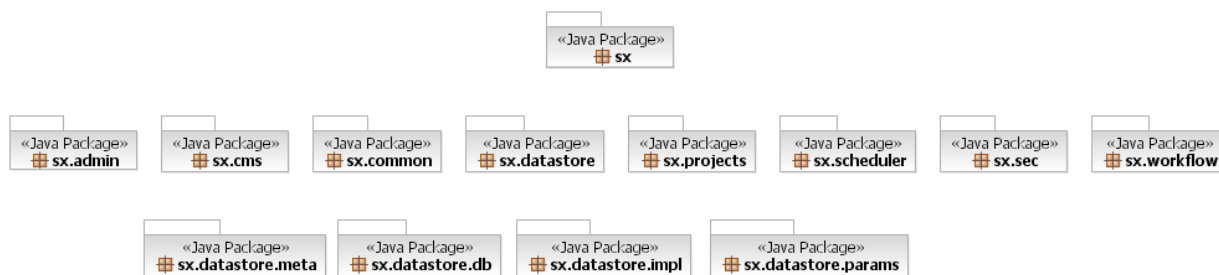 «Java Package»
sx
«Java Package» «Java Package» «Java Package» «Java Package» «Java Package» «Java Package» «Java Package» «Java Package»
sx.admin sx.cms sx.common sx.datastore sx.projects sx.scheduler sx.sec sx.workflow
«Java Package» «Java Package» «Java Package» «Java Package»
sx.datastore.meta sx.datastore.db sx.datastore.impl sx.datastore.params